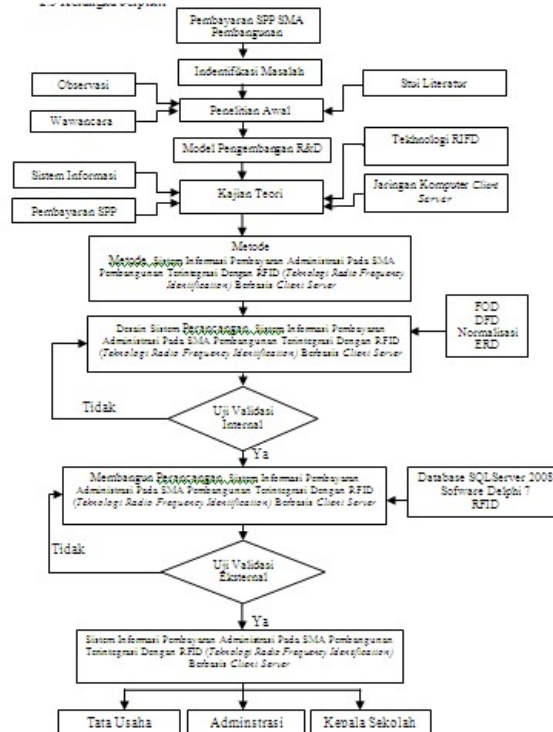 Pembayaran SPP SMA
Pembangunan
Indentifikasi Masalah
Observasi
Stui Literatur
Penelitian Awal
Wawancara
Model Pengembangan R&D
Tekhnologi RIFD
Sistem Informasi
Kajian Teori
Jaringan Komputer Client
Server
Pembayaran SPP
Metode
Metode Sistem Informasi Pembayaran Administrasi Pada SMA
Pembangunan Terintegrasi Dengan RFID (Teknologi Radio Frequency
Identification) Berbasis Client Server
FOD
DFD
Normalisasi
ERD
Desain Sistem Perancangan Sistem Informasi Pembayaran
Administrasi Pada SMA Pembangunan Terintegrasi Dengan RFID
(Teknologi Radio Frequency Identification) Berbasis Client Server
Tidak
Uji Validasi
Internal
Ya
Membangun Perancangan Sistem Informasi Pembayaran
Administrasi Pada SMA Pembangunan Terintegrasi Dengan RFID
(Teknologi Radio Frequency Identification) Berbasis Client Server
Database SQLServer 2008
Sofware Delphi 7
RFID
Tidak
Uji Validasi
Eksternal
Ya
Sistem Informasi Pembayaran Administrasi Pada SMA Pembangunan
Terintegrasi Dengan RFID (Teknologi Radio Frequency Identification)
Berbasis Client Server
Tata Usaha
Adminstrasi
Kepala Sekolah